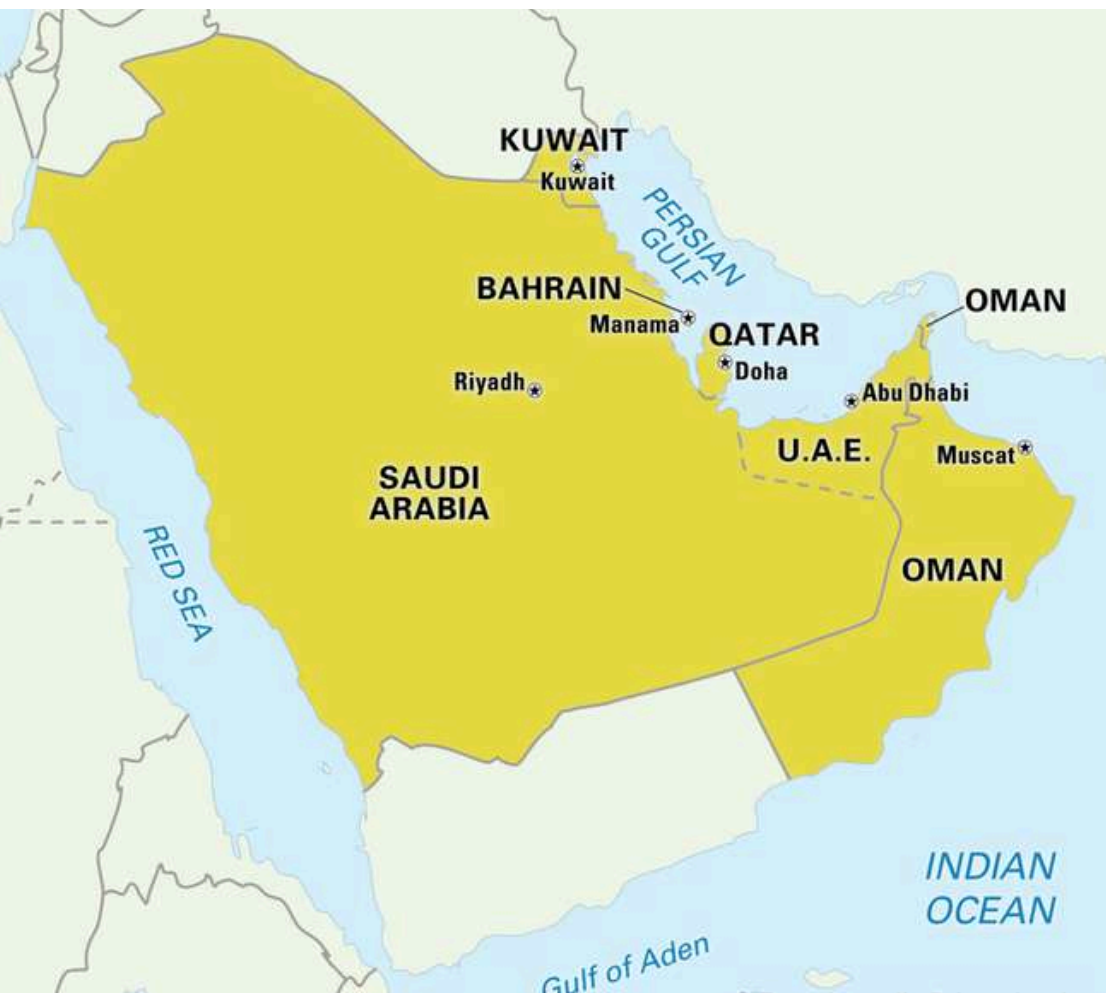 KUWAIT
Kuwait
PERSIAN
GULF
BAHRAIN
Manama
OMAN
QATAR
Doha
Riyadh
Abu Dhabi
U.A.E.
Muscat
SAUDI
ARABIA
RED SEA
OMAN
INDIAN
OCEAN
Gulf of Aden